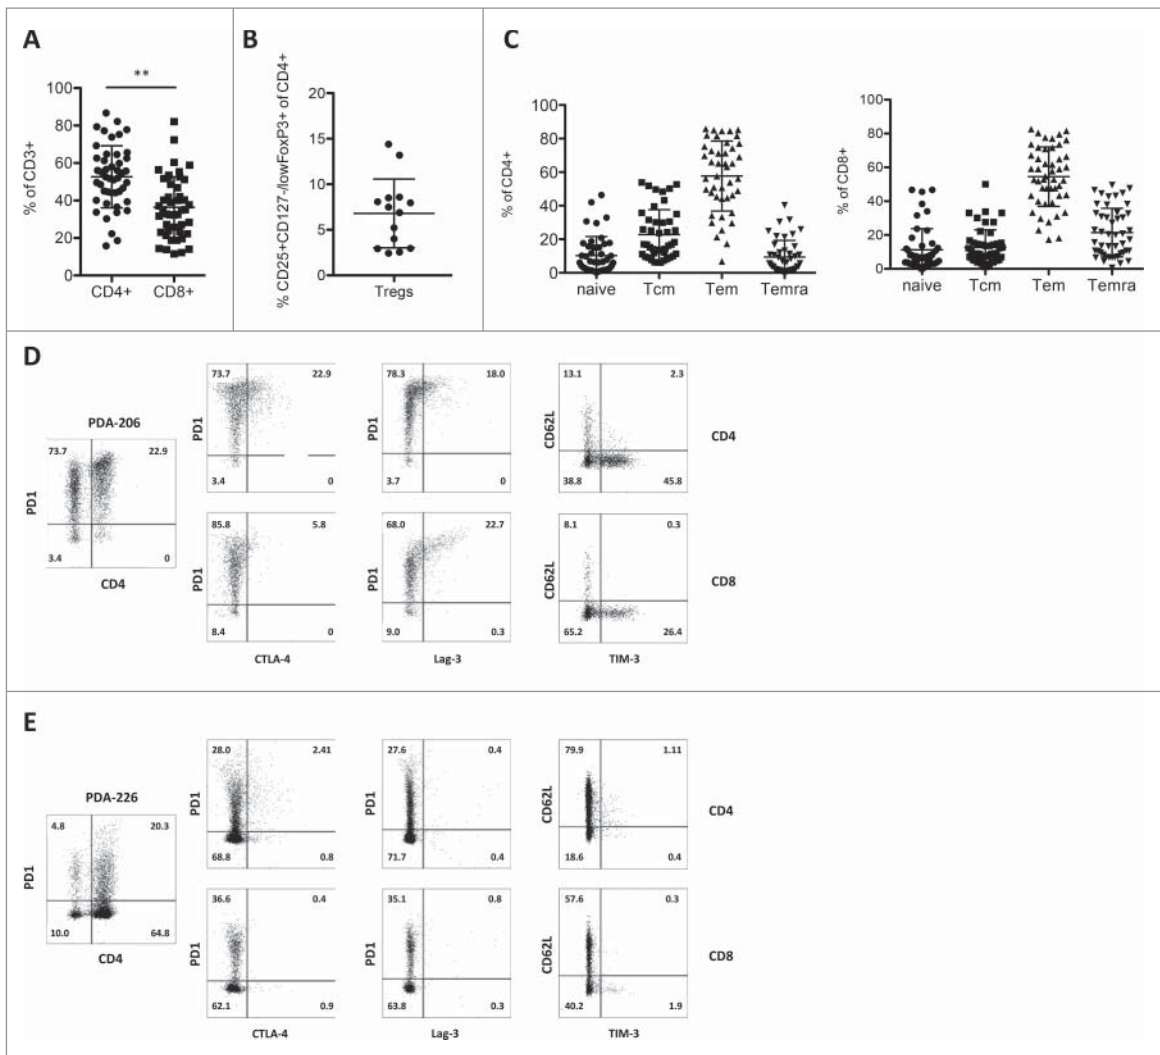 A
**
% of CD3+
100
80
60
40
20
0
CD4+ CD8+
B
% CD25+CD127-/lowFoxP3+ of CD4+
20
15
10
5
0
Tregs
C
% of CD4+
100
80
60
40
20
0
naive Tcm Tem Temra
% of CD8+
100
80
60
40
20
0
naive Tcm Tem Temra
D
PDA-206
73.7 22.9
PD1
3.4 0
CD4
73.7 22.9
PD1
3.4 0
78.3 18.0
PD1
3.7 0
13.1 2.3
CD62L
38.8 45.8
CD4
85.8 5.8
PD1
8.4 0
CTLA-4
68.0 22.7
PD1
9.0 0.3
Lag-3
8.1 0.3
CD62L
65.2 26.4
TIM-3
CD8
E
PDA-226
4.8 20.3
PD1
10.0 64.8
CD4
28.0 2.41
PD1
68.8 0.8
27.6 0.4
PD1
71.7 0.4
79.9 1.11
CD62L
18.6 0.4
CD4
36.6 0.4
PD1
62.1 0.9
CTLA-4
35.1 0.8
PD1
63.8 0.3
Lag-3
57.6 0.3
CD62L
40.2 1.9
TIM-3
CD8